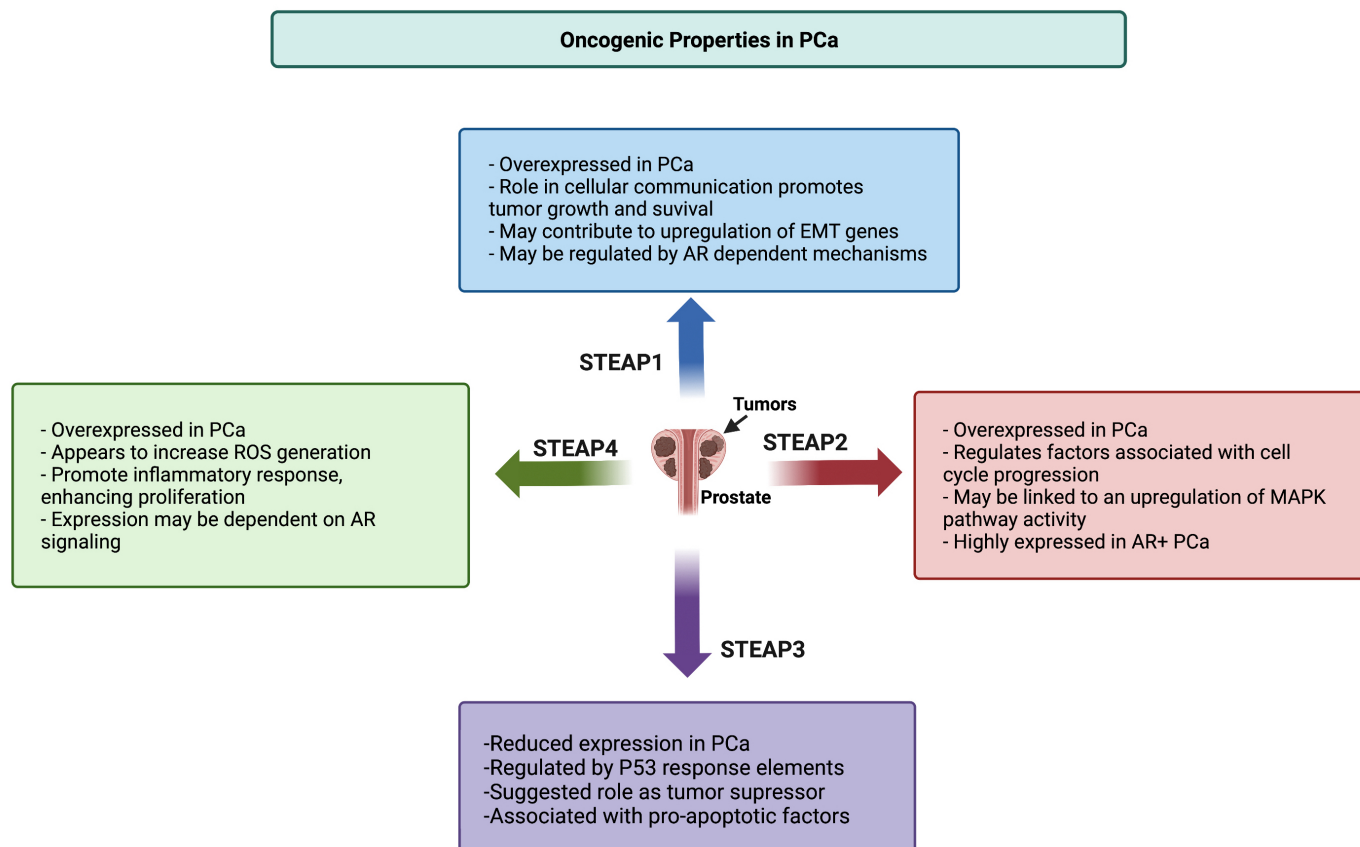 Oncogenic Properties in PCa
- Overexpressed in PCa
- Role in cellular communication promotes
tumor growth and suvival
- May contribute to upregulation of EMT genes
- May be regulated by AR dependent mechanisms
STEAP1
Tumors
STEAP4
STEAP2
Prostate
- Overexpressed in PCa
- Appears to increase ROS generation
- Promote inflammatory response,
enhancing proliferation
- Expression may be dependent on AR
signaling
- Overexpressed in PCa
- Regulates factors associated with cell
cycle progression
- May be linked to an upregulation of MAPK
pathway activity
- Highly expressed in AR+ PCa
STEAP3
-Reduced expression in PCa
-Regulated by P53 response elements
-Suggested role as tumor supressor
-Associated with pro-apoptotic factors